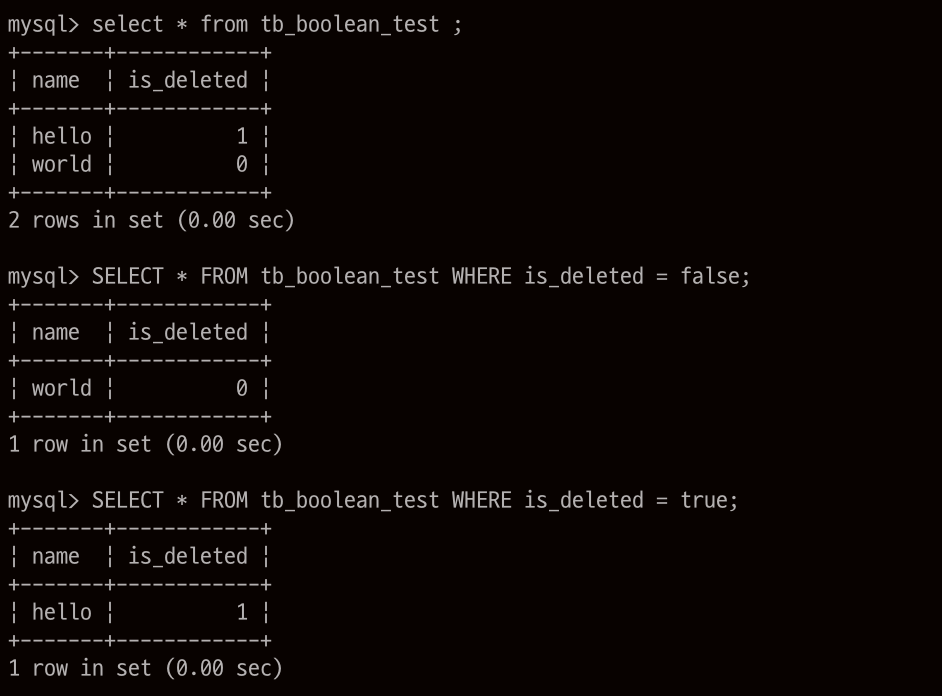 mysql> select * from tb_boolean_test ;
+-------+------------+
| name  | is_deleted |
+-------+------------+
| hello |          1 |
| world |          0 |
+-------+------------+
2 rows in set (0.00 sec)

mysql> SELECT * FROM tb_boolean_test WHERE is_deleted = false;
+-------+------------+
| name  | is_deleted |
+-------+------------+
| world |          0 |
+-------+------------+
1 row in set (0.00 sec)

mysql> SELECT * FROM tb_boolean_test WHERE is_deleted = true;
+-------+------------+
| name  | is_deleted |
+-------+------------+
| hello |          1 |
+-------+------------+
1 row in set (0.00 sec)